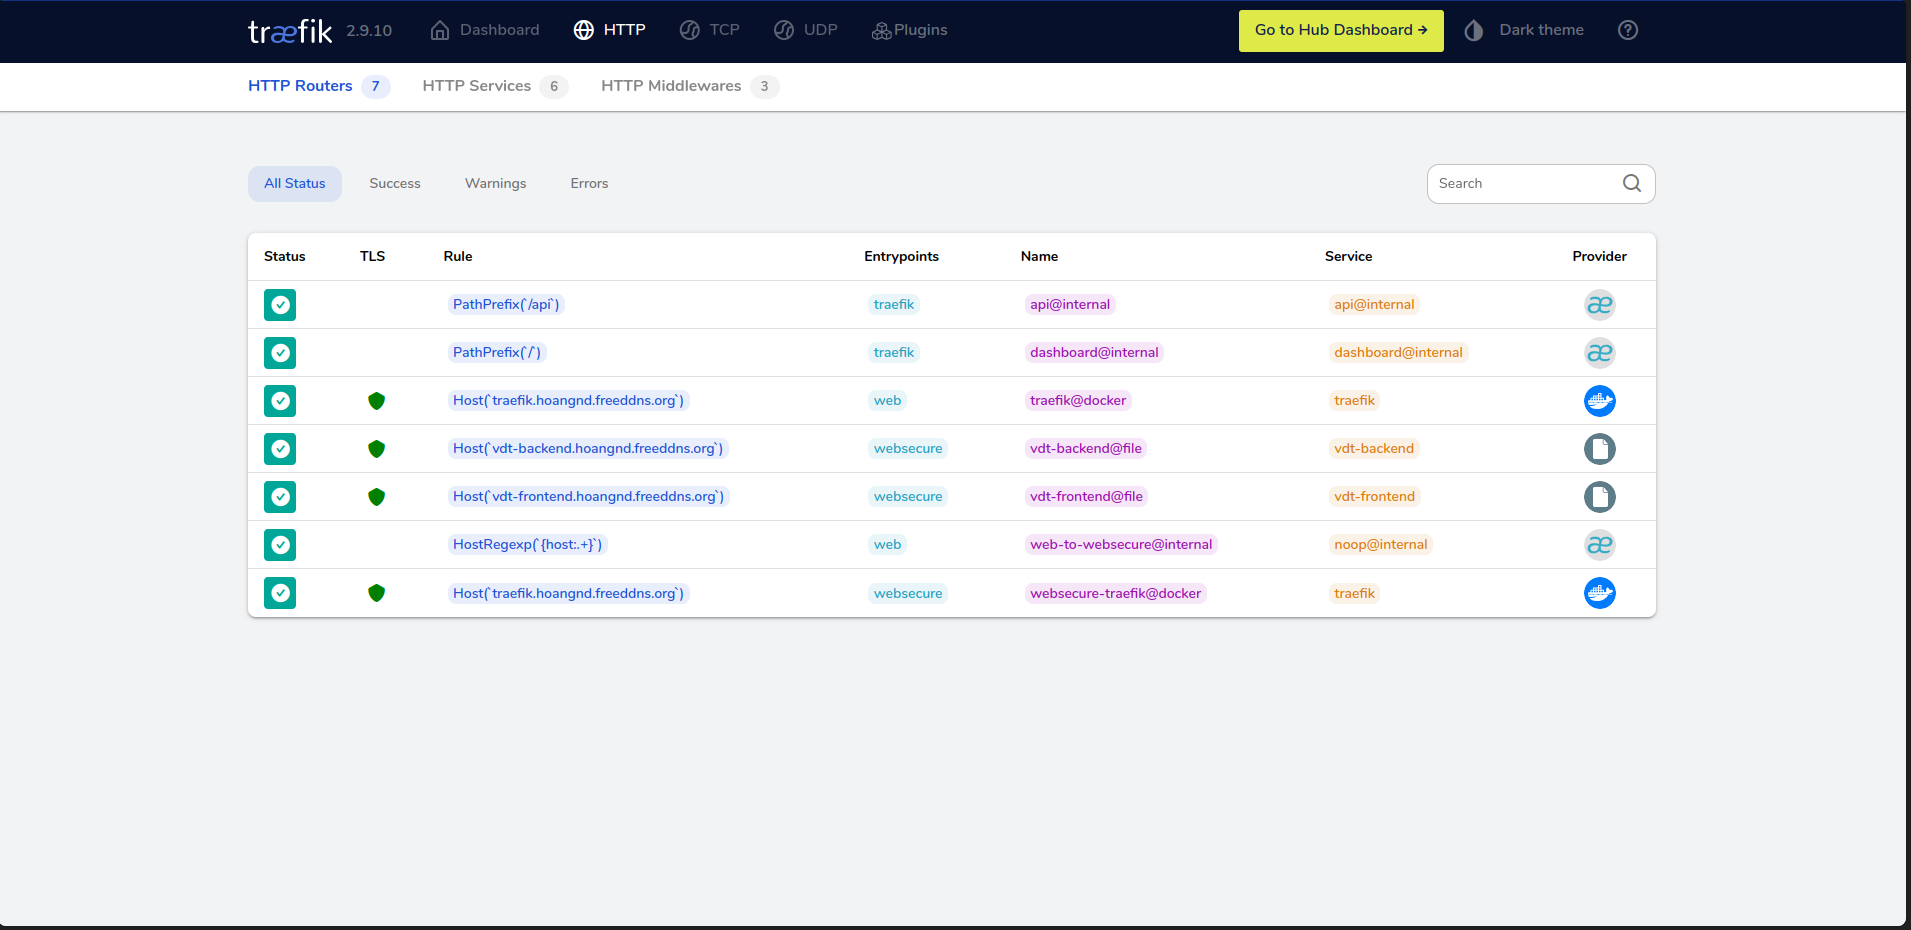 træfik 2.9.10 Dashboard HTTP TCP UDP Plugins Go to Hub Dashboard → Dark theme
HTTP Routers 7 HTTP Services 6 HTTP Middlewares 3
All Status Success Warnings Errors Search
Status TLS Rule Entrypoints Name Service Provider
PathPrefix(`/api`) traefik api@internal api@internal æ
PathPrefix(`/`) traefik dashboard@internal dashboard@internal æ
Host(`traefik.hoangnd.freeddns.org`) web traefik@docker traefik
Host(`vdt-backend.hoangnd.freeddns.org`) websecure vdt-backend@file vdt-backend
Host(`vdt-frontend.hoangnd.freeddns.org`) websecure vdt-frontend@file vdt-frontend
HostRegexp(`{host:.+}`) web web-to-websecure@internal noop@internal æ
Host(`traefik.hoangnd.freeddns.org`) websecure websecure-traefik@docker traefik